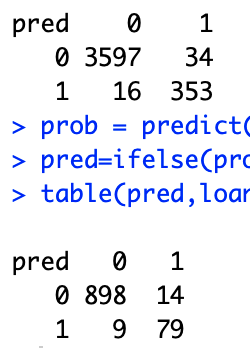 pred 0 1
0 3597 34
1 16 353
> prob = predict(
> pred=ifelse(pro
> table(pred,loan
pred 0 1
0 898 14
1 9 79